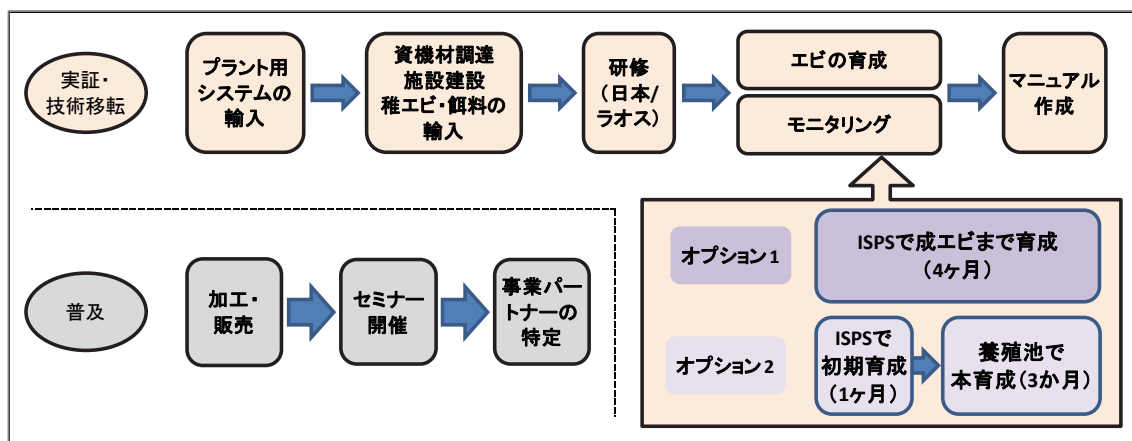 実証・
技術移転
プラント用
システムの
輸入
資機材調達
施設建設
稚エビ・餌料の
輸入
研修
（日本/
ラオス）
エビの育成
モニタリング
マニュアル
作成
普及
加工・
販売
セミナー
開催
事業パー
トナーの
特定
オプション1
ISPSで成エビまで育成
（4ヶ月）
オプション2
ISPSで
初期育成
（1ヶ月）
養殖池で
本育成（3か月）